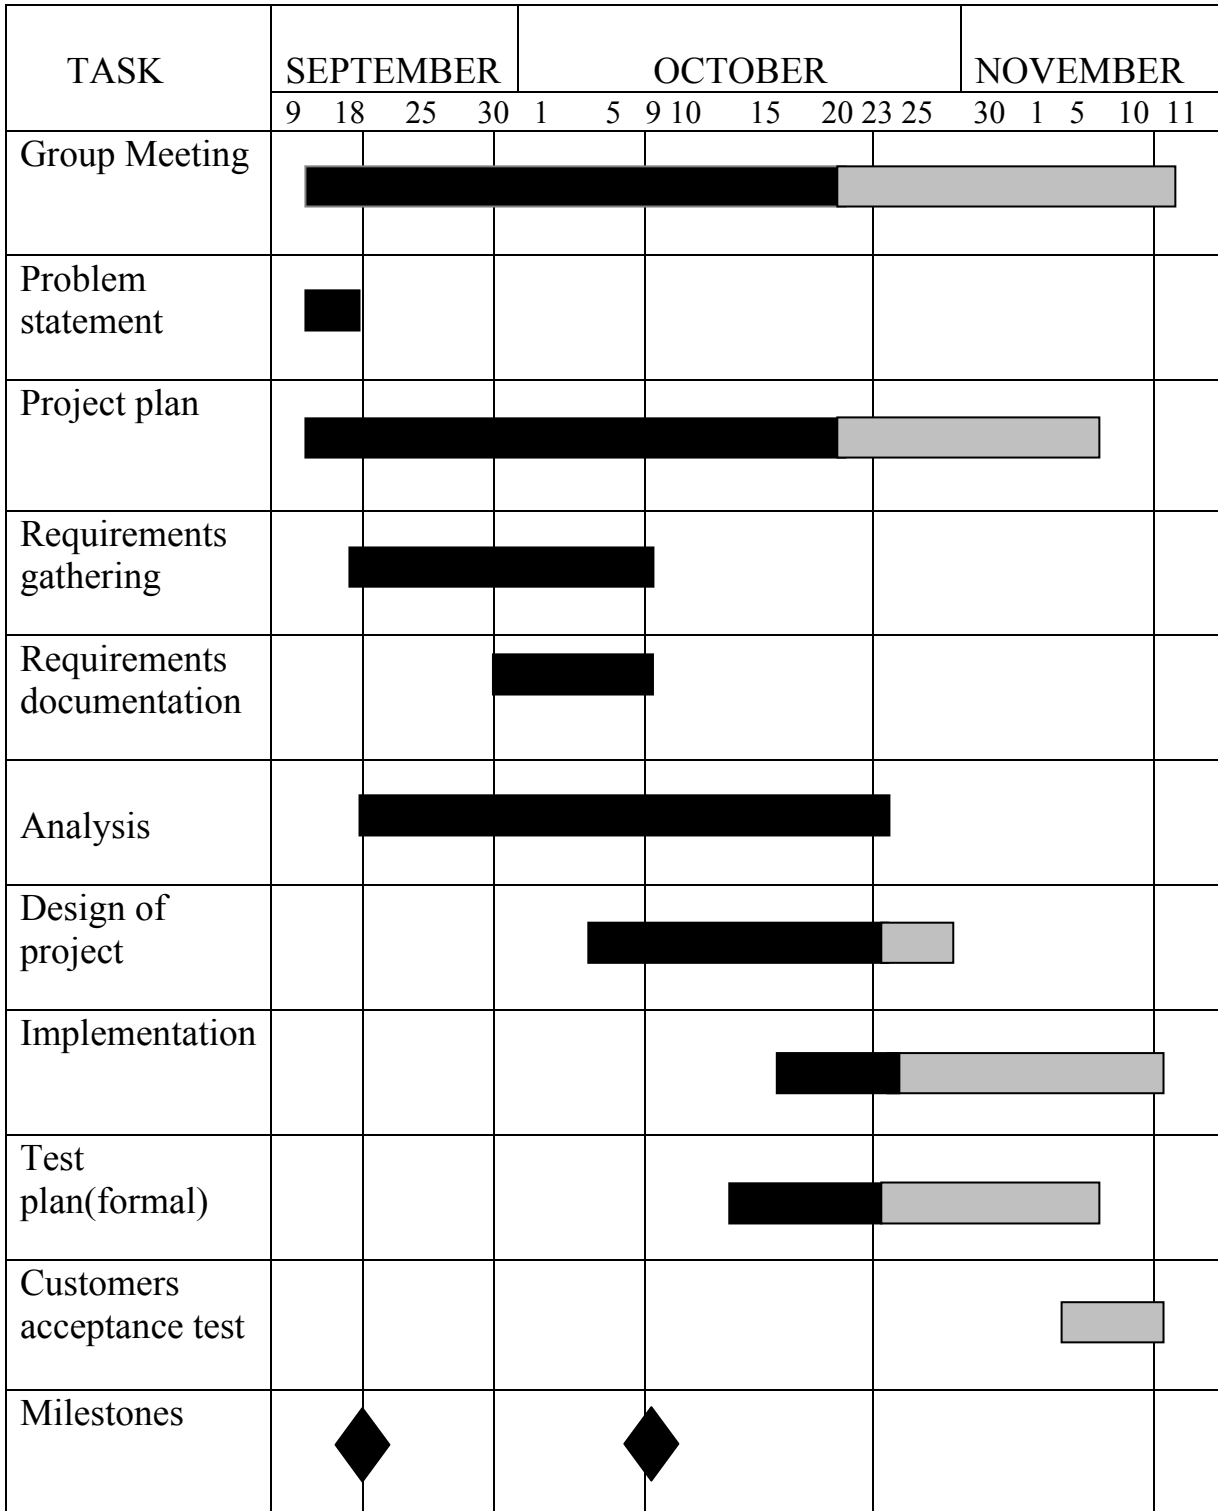 TASK SEPTEMBER OCTOBER NOVEMBER
9 18 25 30 1 5 9 10 15 20 23 25 30 1 5 10 11
Group Meeting
Problem
statement
Project plan
Requirements
gathering
Requirements
documentation
Analysis
Design of
project
Implementation
Test
plan(formal)
Customers
acceptance test
Milestones